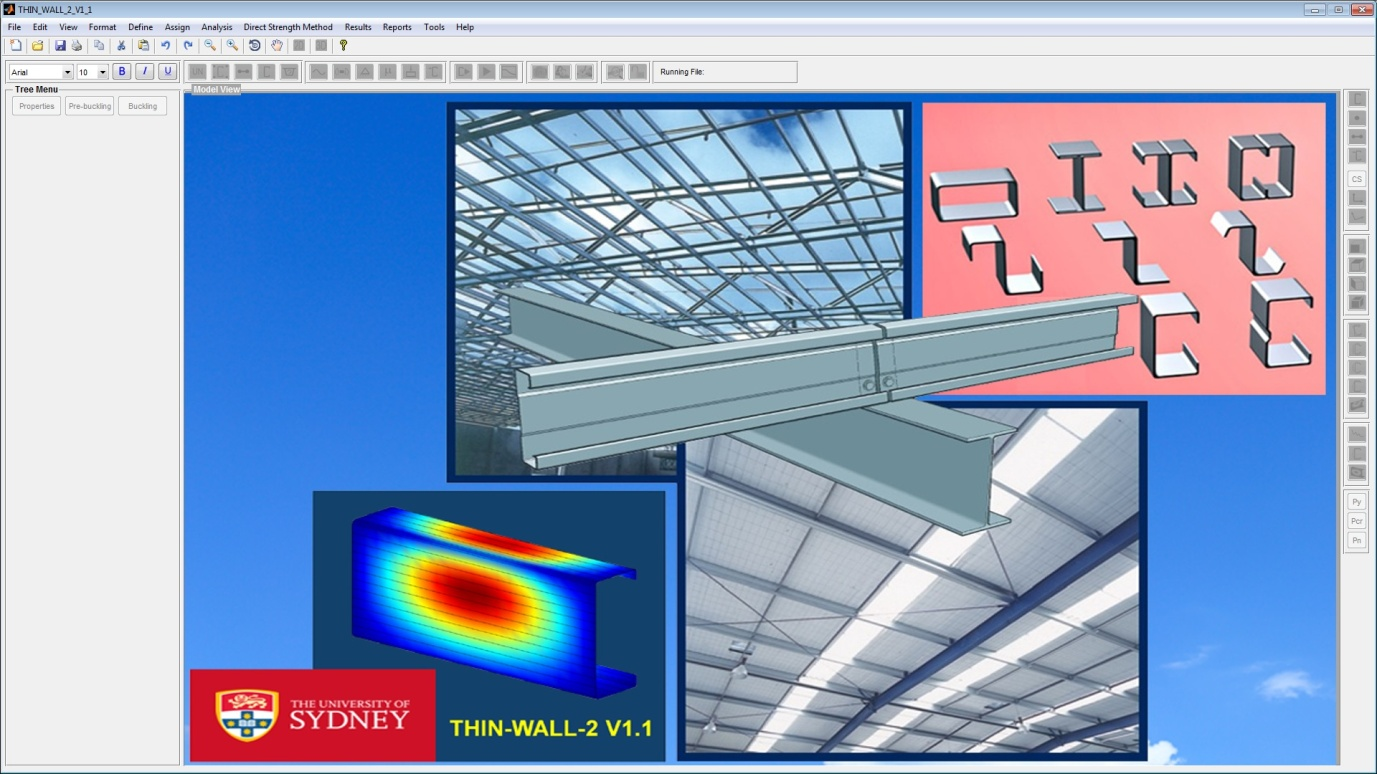 THIN_WALL_2_V1_1
File Edit View Format Define Assign Analysis Direct Strength Method Results Reports Tools Help
Arial 10 B I U Running File:
Tree Menu
Properties Pre-buckling Buckling
Model View
CS
Py
Pcr
Pn
THE UNIVERSITY OF
SYDNEY
THIN-WALL-2 V1.1